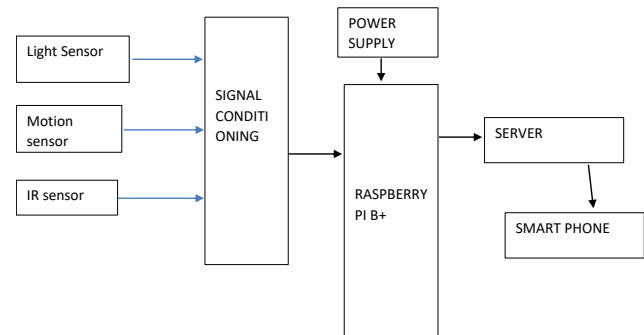 Light Sensor
Motion
sensor
IR sensor
SIGNAL
CONDITI
ONING
POWER
SUPPLY
RASPBERRY
PI B+
SERVER
SMART PHONE